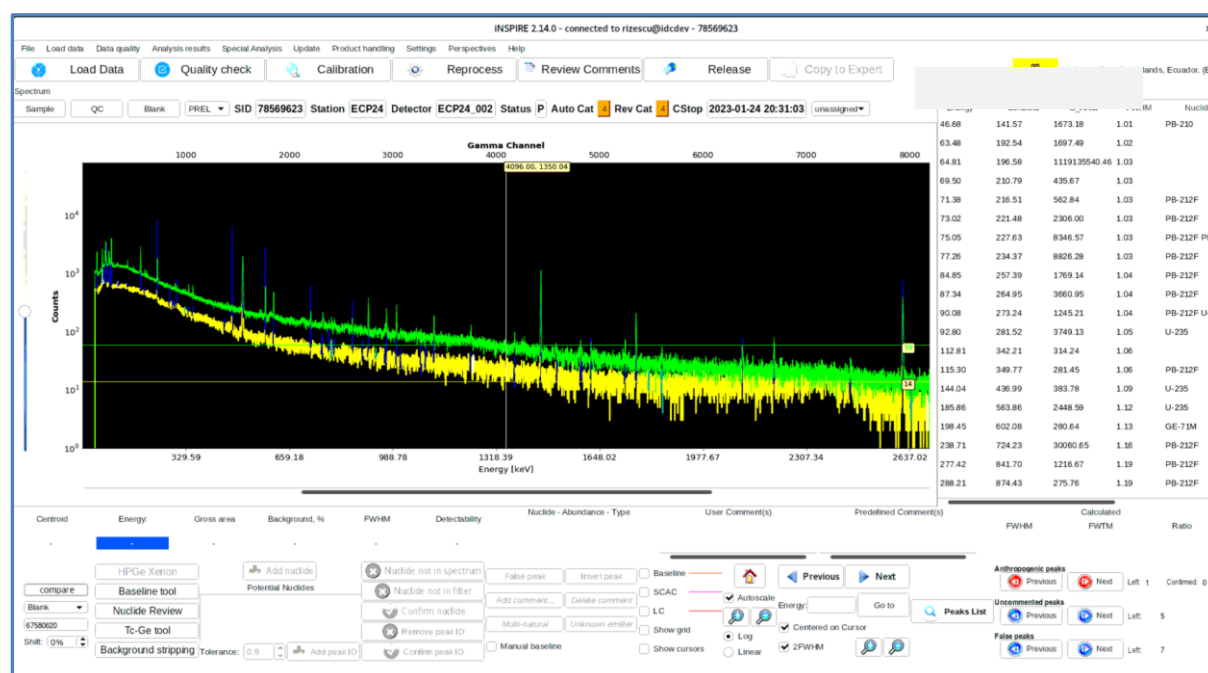 iNSPIRE 2.14.0 - connected to rizescu@idcdev - 78569623
File Load data Data quality Analysis results Special Analysis Update Product handling Settings Perspectives Help
Load Data Quality check Calibration Reprocess Review Comments Release Copy to Expert
lands, Ecuador. (E
Spectrum
Sample QC Blank PREL SID 78569623 Station ECP24 Detector ECP24_002 Status P Auto Cat 4 Rev Cat 4 CStop 2023-01-24 20:31:03 unassigned
HM Nuclid
Gamma Channel
1000 2000 3000 4000 5000 6000 7000 8000
4096.00, 1350.04
Counts
10⁴
10³
10²
10¹
10⁰
14
329.59 659.18 988.78 1318.39 1648.02 1977.67 2307.34 2637.02
Energy [keV]
46.68 141.57 1673.18 1.01 PB-210
63.48 192.54 1697.49 1.02
64.81 196.58 1119135540.46 1.03
69.50 210.79 435.67 1.03
71.38 216.51 562.84 1.03 PB-212F
73.02 221.48 2306.00 1.03 PB-212F
75.05 227.63 8346.57 1.03 PB-212F P
77.26 234.37 8826.28 1.03 PB-212F
84.85 257.39 1769.14 1.04 PB-212F
87.34 264.95 3660.95 1.04 PB-212F
90.08 273.24 1245.21 1.04 PB-212F U-
92.80 281.52 3749.13 1.05 U-235
112.81 342.21 314.24 1.06
115.30 349.77 281.45 1.06 PB-212F
144.04 436.99 383.78 1.09 U-235
185.86 563.86 2448.59 1.12 U-235
198.45 602.08 280.64 1.13 GE-71M
238.71 724.23 30060.65 1.16 PB-212F
277.42 841.70 1216.67 1.19 PB-212F
288.21 874.43 275.76 1.19 PB-212F
Centroid Energy: Gross area Background, % FWHM Detectability Nuclide - Abundance - Type User Comment(s) Predefined Comment(s) Calculated
FWHM FWTM Ratio
- - - - - -
HPGe Xenon
compare Baseline tool
Blank Nuclide Review
67580620 Tc-Ge tool
Shift: 0% Background stripping
Add nuclide
Potential Nuclides
Tolerance: 0.8 Add peak ID
Nuclide not in spectrum
Nuclide not in filter
Confirm nuclide
Remove peak ID
Confirm peak ID
False peak Insert peak
Add comment... Delete comment
Multi-natural Unknown emitter
Manual baseline
Baseline
SCAC
LC
Show grid
Show cursors
Autoscale
Log
Linear
Previous Next
Energy: Go to
Centered on Cursor
2FWHM
Peaks List
Anthropogenic peaks
Previous Next Left: 1 Confirmed: 0
Uncommented peaks
Previous Next Left: 5
False peaks
Previous Next Left: 7